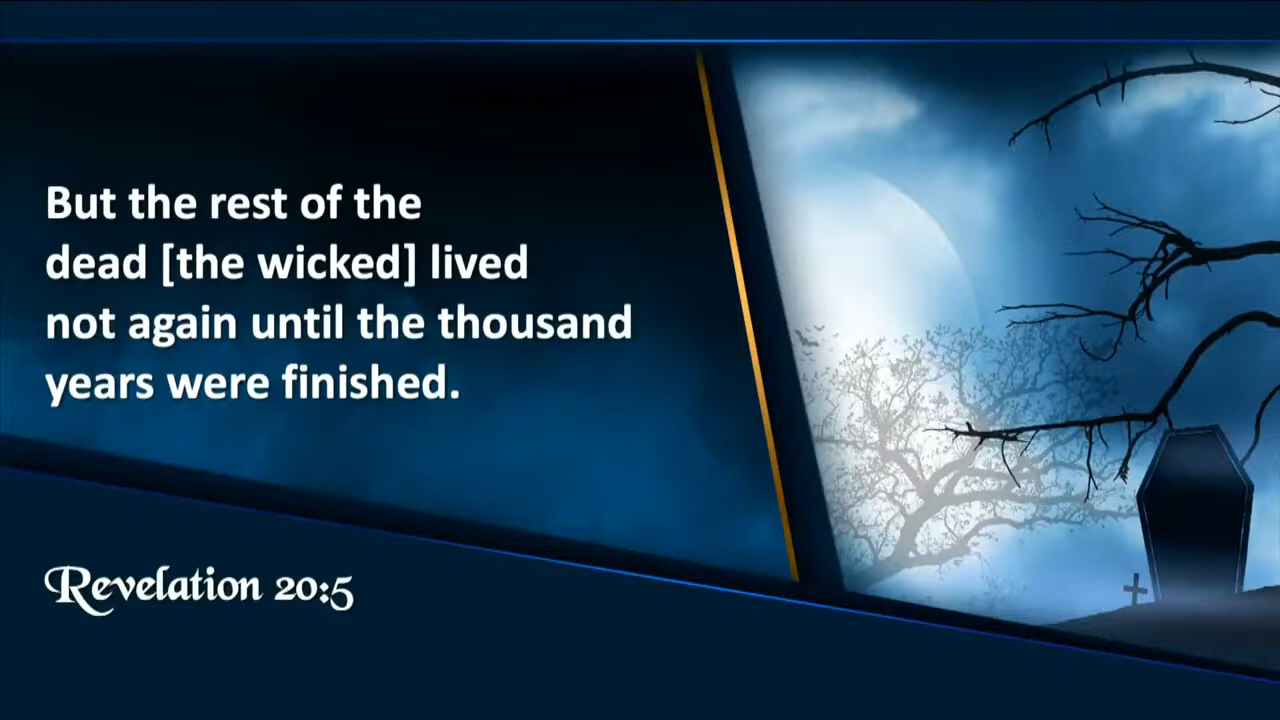 But the rest of the
dead [the wicked] lived
not again until the thousand
years were finished.
Revelation 20:5